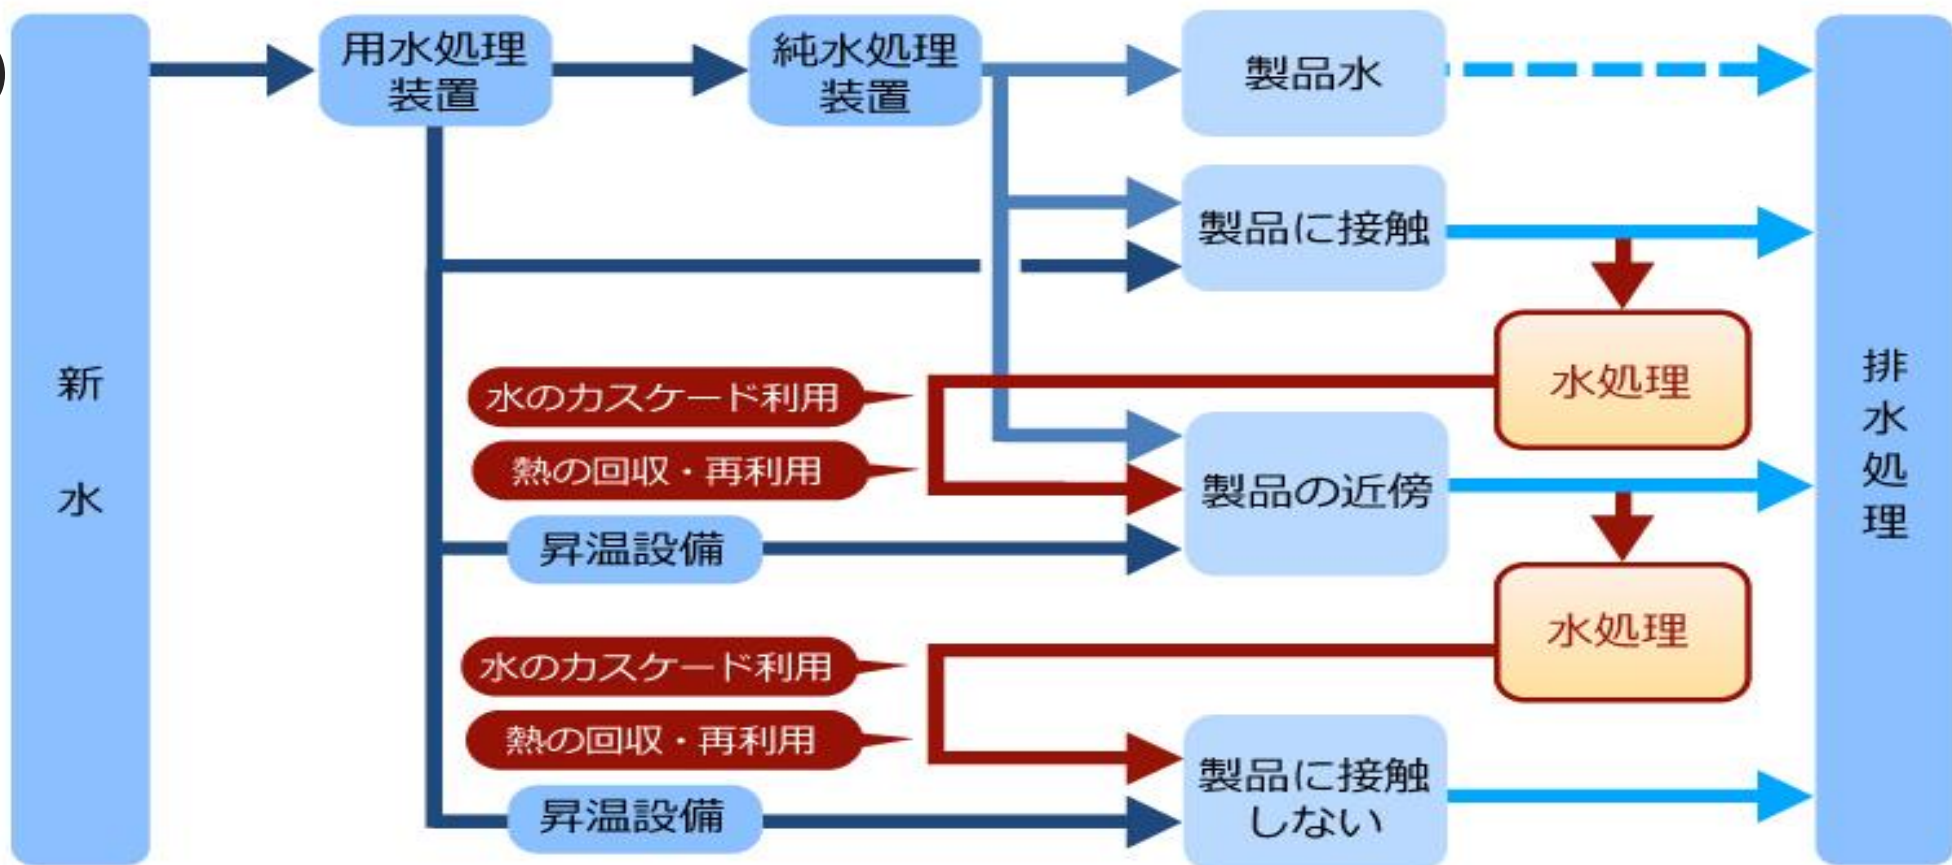 新
水
用水処理
装置
純水処理
装置
製品水
製品に接触
水処理
水のカスケード利用
熱の回収・再利用
製品の近傍
昇温設備
水処理
水のカスケード利用
熱の回収・再利用
製品に接触
しない
昇温設備
排
水
処
理
)